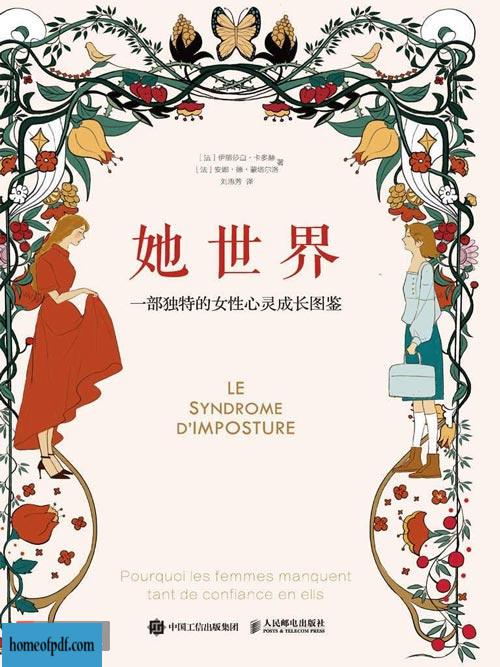 [法] 伊丽莎白·卡多赫
[法] 安娜·德·蒙塔尔洛 著
刘惠芳 译
她世界
一部独特的女性心灵成长图鉴
LE
SYNDROME
D'IMPOSTURE
Pourquoi les femmes manquent
tant de confiance en ells
中国工信出版集团
人民邮电出版社
POSTS & TELECOM PRESS
homeofpdf.com